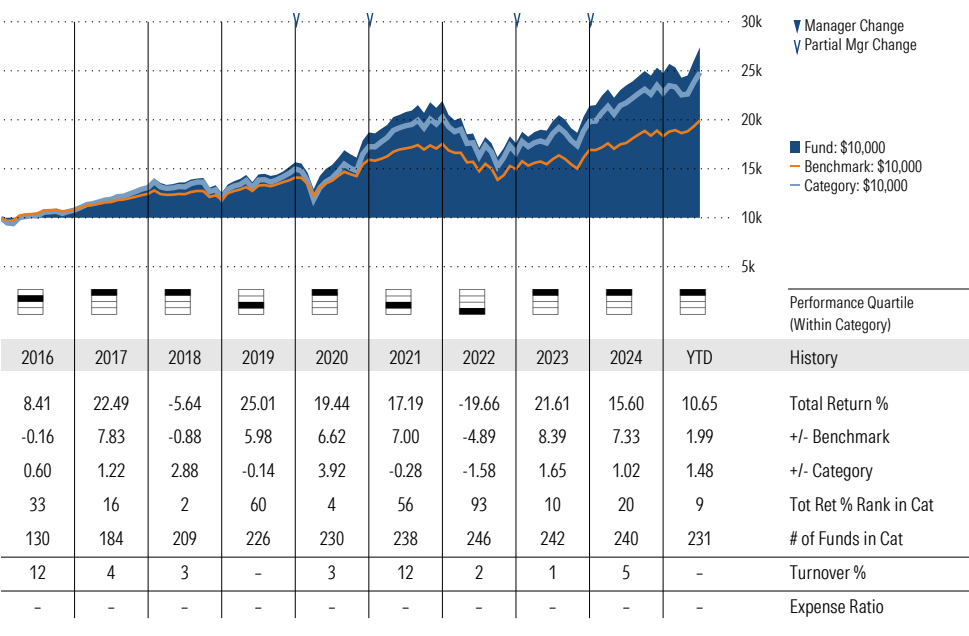 30k
25k
20k
15k
10k
5k
Manager Change
Partial Mgr Change
Fund: $10,000
Benchmark: $10,000
Category: $10,000
Performance Quartile
(Within Category)
2016 2017 2018 2019 2020 2021 2022 2023 2024 YTD History
8.41 22.49 -5.64 25.01 19.44 17.19 -19.66 21.61 15.60 10.65 Total Return %
-0.16 7.83 -0.88 5.98 6.62 7.00 -4.89 8.39 7.33 1.99 +/- Benchmark
0.60 1.22 2.88 -0.14 3.92 -0.28 -1.58 1.65 1.02 1.48 +/- Category
33 16 2 60 4 56 93 10 20 9 Tot Ret % Rank in Cat
130 184 209 226 230 238 246 242 240 231 # of Funds in Cat
12 4 3 – 3 12 2 1 5 – Turnover %
– – – – – – – – – – Expense Ratio